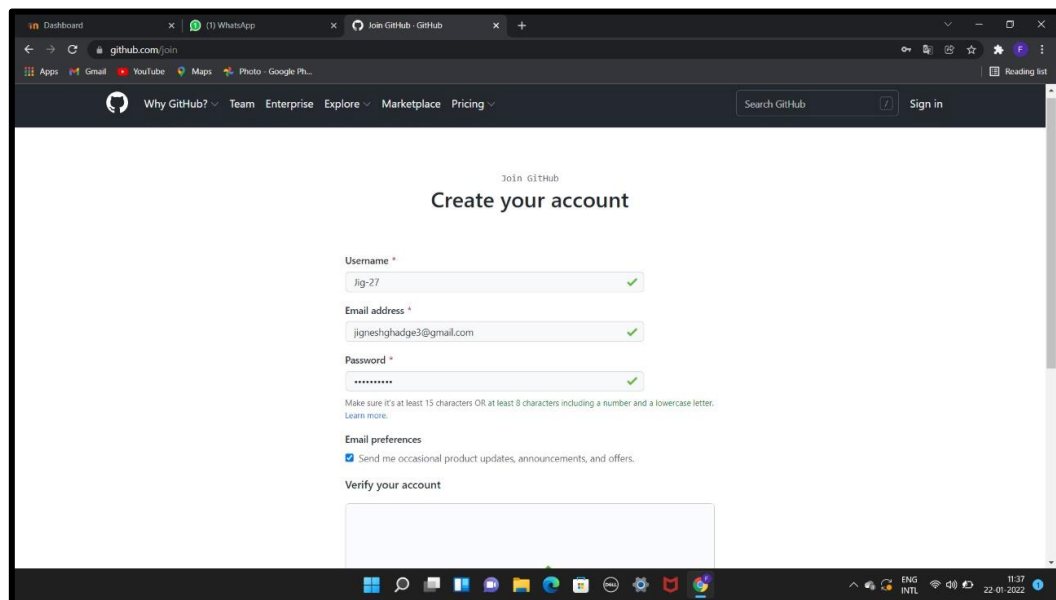 Dashboard
(1) WhatsApp
Join GitHub · GitHub
github.com/join
F
Apps
Gmail
YouTube
Maps
Photo - Google Ph...
Reading list
Why GitHub?
Team
Enterprise
Explore
Marketplace
Pricing
Search GitHub
/
Sign in
Join GitHub
Create your account
Username *
Jig-27
Email address *
jigneshghadge3@gmail.com
Password *
••••••••••
Make sure it's at least 15 characters OR at least 8 characters including a number and a lowercase letter.
Learn more.
Email preferences
Send me occasional product updates, announcements, and offers.
Verify your account
DELL
F
ENG
INTL
11:37
22-01-2022
1